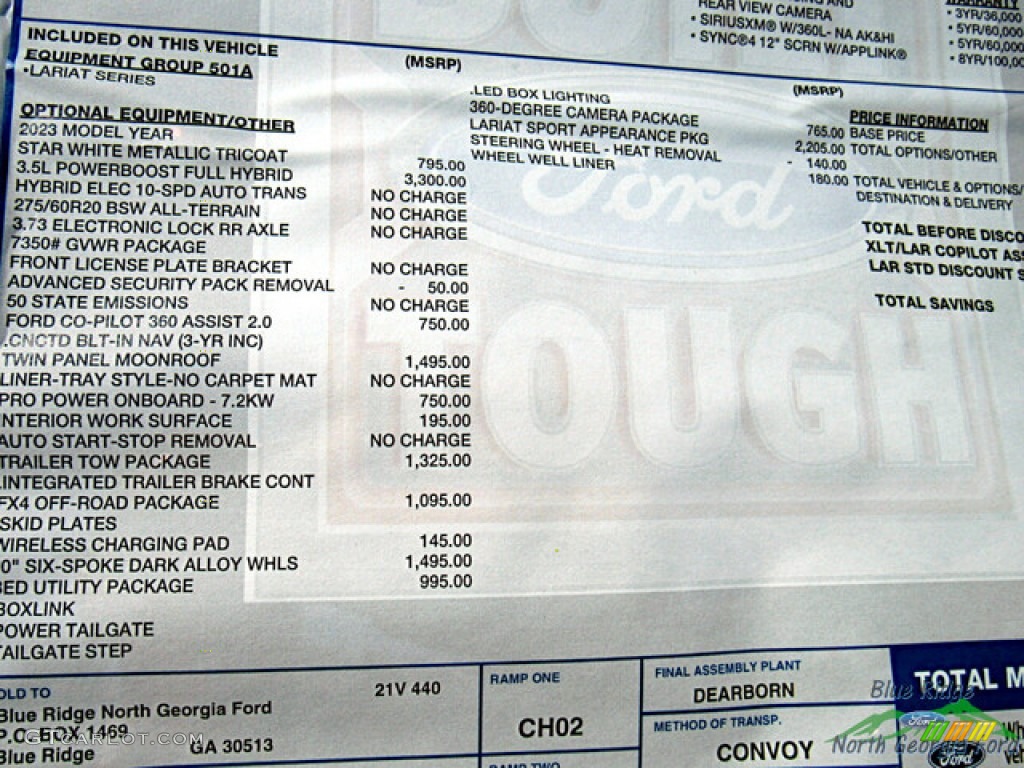 REAR VIEW CAMERA
• SIRIUSXM® W/360L- NA AK&HI
• SYNC®4 12" SCRN W/APPLINK®
WARRANTY
• 3YR/36,000
• 5YR/60,000
• 5YR/60,000
• 8YR/100,00
INCLUDED ON THIS VEHICLE
(MSRP)
EQUIPMENT GROUP 501A
•LARIAT SERIES
OPTIONAL EQUIPMENT/OTHER
2023 MODEL YEAR
STAR WHITE METALLIC TRICOAT 795.00
3.5L POWERBOOST FULL HYBRID 3,300.00
HYBRID ELEC 10-SPD AUTO TRANS NO CHARGE
275/60R20 BSW ALL-TERRAIN NO CHARGE
3.73 ELECTRONIC LOCK RR AXLE NO CHARGE
7350# GVWR PACKAGE
FRONT LICENSE PLATE BRACKET NO CHARGE
ADVANCED SECURITY PACK REMOVAL - 50.00
50 STATE EMISSIONS NO CHARGE
FORD CO-PILOT 360 ASSIST 2.0 750.00
.CNCTD BLT-IN NAV (3-YR INC)
TWIN PANEL MOONROOF 1,495.00
LINER-TRAY STYLE-NO CARPET MAT NO CHARGE
PRO POWER ONBOARD - 7.2KW 750.00
INTERIOR WORK SURFACE 195.00
AUTO START-STOP REMOVAL NO CHARGE
TRAILER TOW PACKAGE 1,325.00
.INTEGRATED TRAILER BRAKE CONT
FX4 OFF-ROAD PACKAGE 1,095.00
SKID PLATES
WIRELESS CHARGING PAD 145.00
0" SIX-SPOKE DARK ALLOY WHLS 1,495.00
BED UTILITY PACKAGE 995.00
BOXLINK
POWER TAILGATE
TAILGATE STEP
(MSRP)
.LED BOX LIGHTING
360-DEGREE CAMERA PACKAGE 765.00
LARIAT SPORT APPEARANCE PKG 2,205.00
STEERING WHEEL - HEAT REMOVAL - 140.00
WHEEL WELL LINER 180.00
PRICE INFORMATION
BASE PRICE
TOTAL OPTIONS/OTHER
TOTAL VEHICLE & OPTIONS/
DESTINATION & DELIVERY
TOTAL BEFORE DISCO
XLT/LAR COPILOT AS
LAR STD DISCOUNT S
TOTAL SAVINGS
Ford
TOUGH
OLD TO
21V 440
Blue Ridge North Georgia Ford
P.O. BOX 1469
Blue Ridge
GA 30513
RAMP ONE
CH02
RAMP TWO
FINAL ASSEMBLY PLANT
DEARBORN
METHOD OF TRANSP.
CONVOY
TOTAL M
Blue Ridge
Ford
North Georgia Ford
Ford
Wh
veh
GTCARLOT.COM